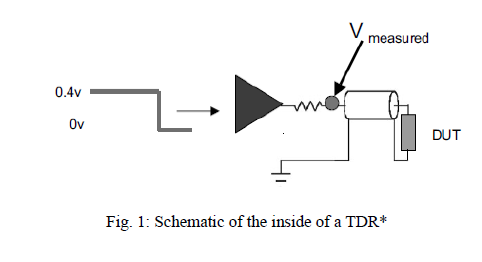 V measured
0.4v
0v
DUT
Fig. 1: Schematic of the inside of a TDR*